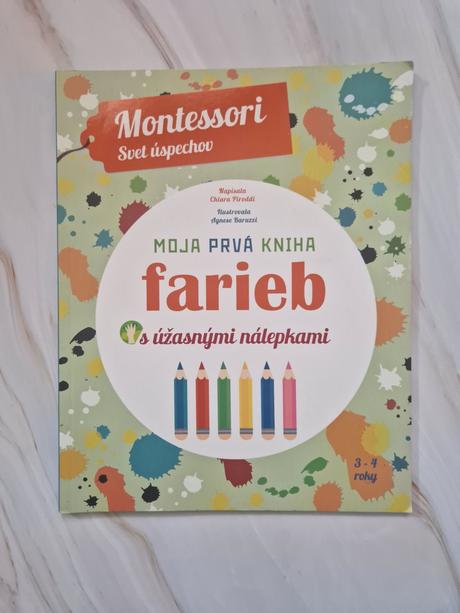 Montessori
Svet úspechov
Napísala
Chiara Piroddi
Ilustrovala
Agnese Baruzzi
MOJA PRVÁ KNIHA
farieb
s úžasnými nálepkami
3 - 4
roky